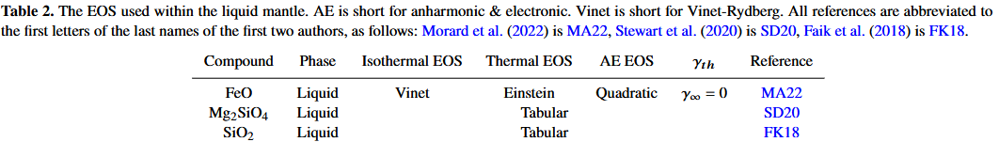 Table 2. The EOS used within the liquid mantle. AE is short for anharmonic & electronic. Vinet is short for Vinet-Rydberg. All references are abbreviated to
the first letters of the last names of the first two authors, as follows: Morard et al. (2022) is MA22, Stewart et al. (2020) is SD20, Faik et al. (2018) is FK18.
Compound Phase Isothermal EOS Thermal EOS AE EOS γth Reference
FeO Liquid Vinet Einstein Quadratic γ∞ = 0 MA22
Mg₂SiO₄ Liquid Tabular SD20
SiO₂ Liquid Tabular FK18